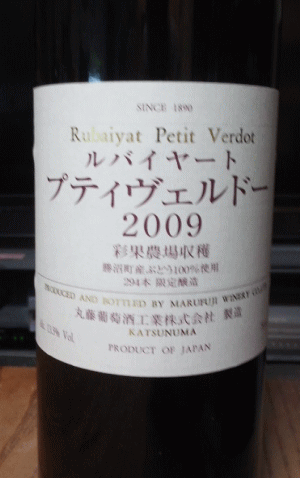 SINCE 1890
Rubaiyat Petit Verdot
ルバイヤート
プティヴェルドー
2009
彩果農場収穫
勝沼町産ぶどう100%使用
294本 限定醸造
PRODUCED AND BOTTLED BY MARUFUJI WINERY
丸藤葡萄酒工業株式会社 製造
KATSUNUMA
PRODUCT OF JAPAN